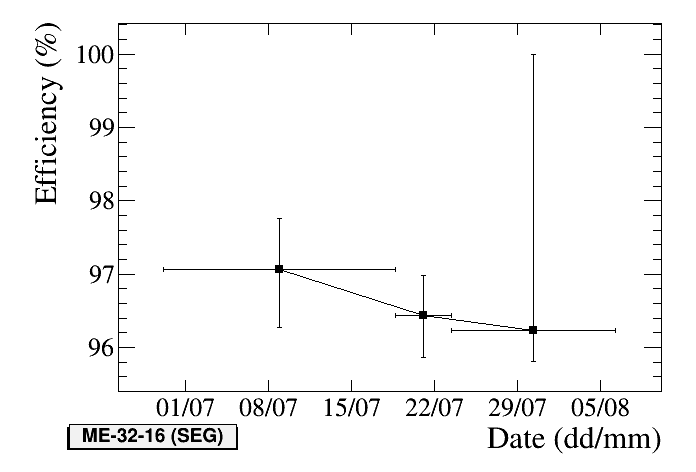 Efficiency (%)
100
99
98
97
96
01/07 08/07 15/07 22/07 29/07 05/08
ME-32-16 (SEG)
Date (dd/mm)